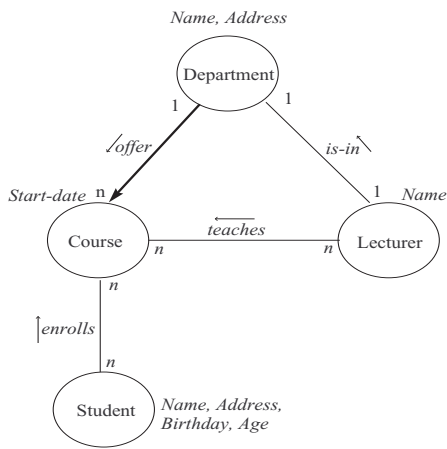 Name, Address
Department
1
1
offer
is-in
Start-date
n
1
Name
Course
n
teaches
n
Lecturer
n
enrolls
n
Student
Name, Address,
Birthday, Age